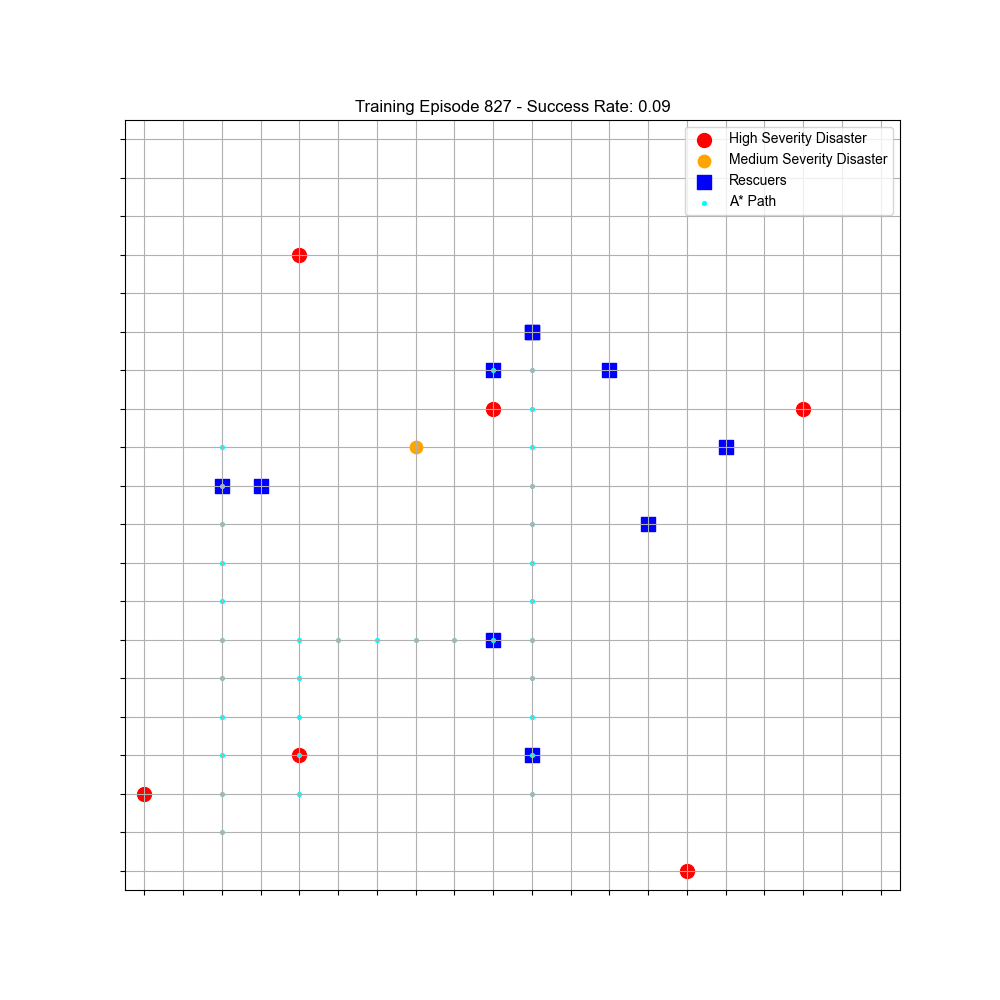 Training Episode 827 - Success Rate: 0.09
High Severity Disaster
Medium Severity Disaster
Rescuers
A* Path